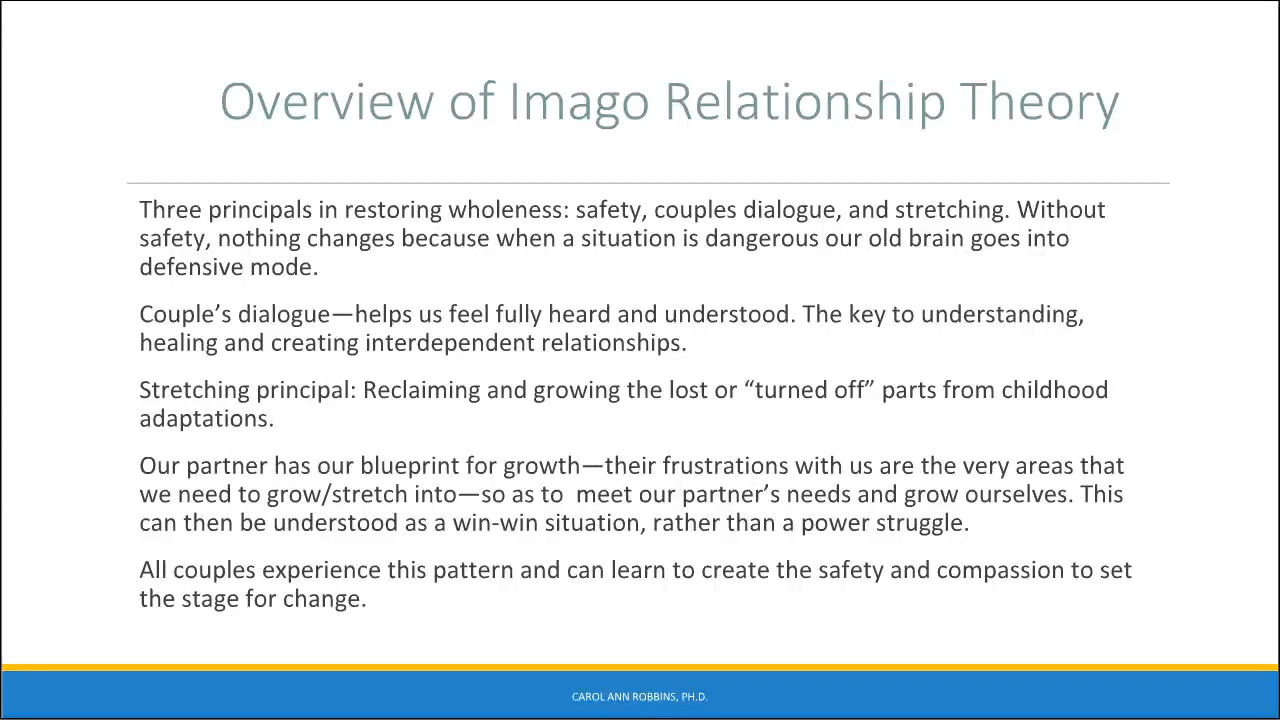 Overview of Imago Relationship Theory
Three principals in restoring wholeness: safety, couples dialogue, and stretching. Without
safety, nothing changes because when a situation is dangerous our old brain goes into
defensive mode.
Couple’s dialogue—helps us feel fully heard and understood. The key to understanding,
healing and creating interdependent relationships.
Stretching principal: Reclaiming and growing the lost or “turned off” parts from childhood
adaptations.
Our partner has our blueprint for growth—their frustrations with us are the very areas that
we need to grow/stretch into—so as to  meet our partner’s needs and grow ourselves. This
can then be understood as a win-win situation, rather than a power struggle.
All couples experience this pattern and can learn to create the safety and compassion to set
the stage for change.
CAROL ANN ROBBINS, PH.D.